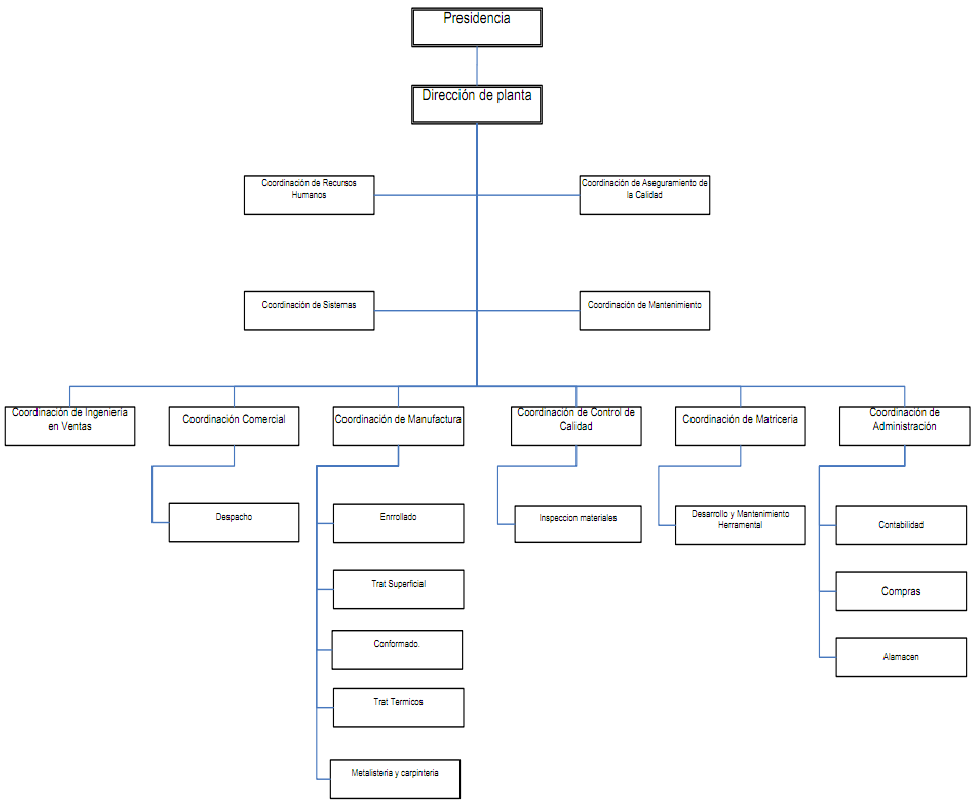 Presidencia
Dirección de planta
Coordinación de Recursos
Humanos
Coordinación de Aseguramiento de
la Calidad
Coordinación de Sistemas
Coordinación de Mantenimiento
Coordinación de Ingeniería
en Ventas
Coordinación Comercial
Coordinación de Manufactura
Coordinación de Control de
Calidad
Coordinación de Matriceria
Coordinación de
Administración
Despacho
Enrrollado
Inspeccion materiales
Desarrollo y Mantenimiento
Herramental
Contabilidad
Trat Superficial
Compras
Conformado.
Alamacen
Trat Termicos
Metalisteria y carpinteria